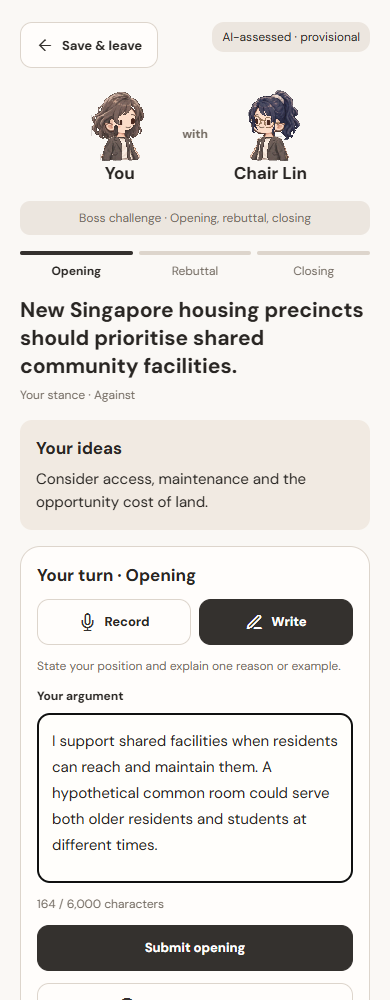 Save & leave
AI-assessed · provisional
with
You
Chair Lin
Boss challenge · Opening, rebuttal, closing
Opening
Rebuttal
Closing
New Singapore housing precincts
should prioritise shared
community facilities.
Your stance · Against
Your ideas
Consider access, maintenance and the
opportunity cost of land.
Your turn · Opening
Record
Write
State your position and explain one reason or example.
Your argument
I support shared facilities when residents
can reach and maintain them. A
hypothetical common room could serve
both older residents and students at
different times.
164 / 6,000 characters
Submit opening